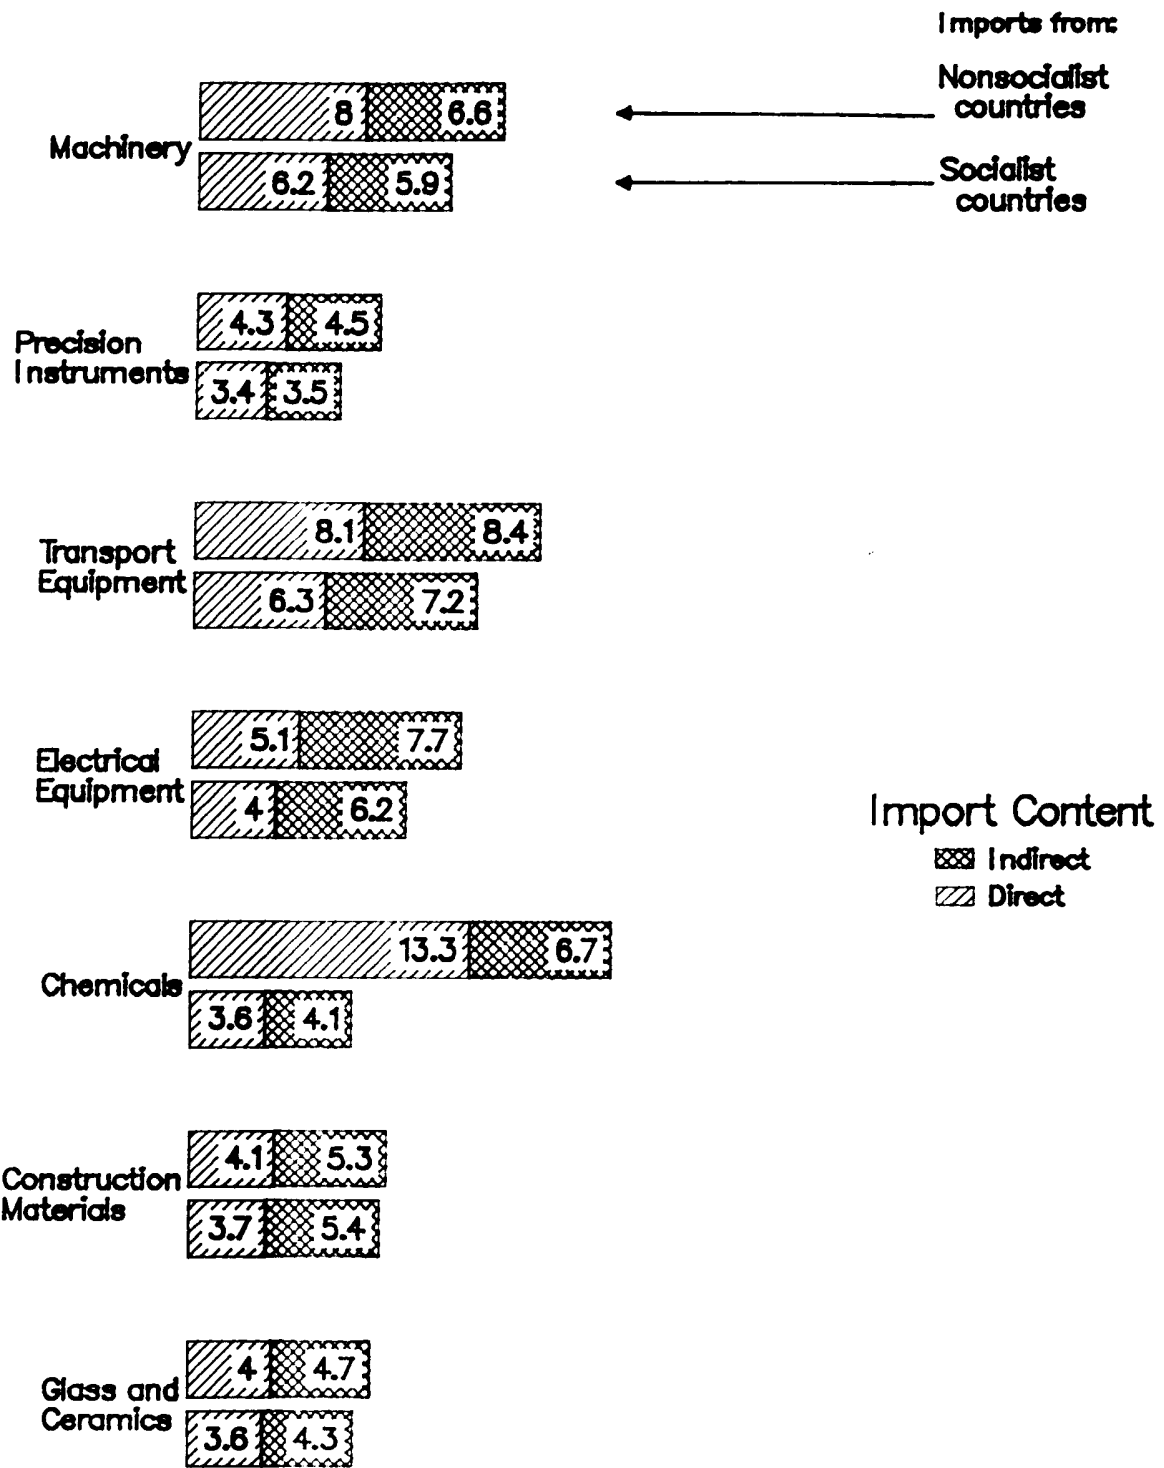 Imports from:
Nonsocialist
countries
Socialist
countries
Machinery
8 6.6
6.2 5.9
Precision
Instruments
4.3 4.5
3.4 3.5
Transport
Equipment
8.1 8.4
6.3 7.2
Electrical
Equipment
5.1 7.7
4 6.2
Import Content
Indirect
Direct
Chemicals
13.3 6.7
3.6 4.1
Construction
Materials
4.1 5.3
3.7 5.4
Glass and
Ceramics
4 4.7
3.6 4.3